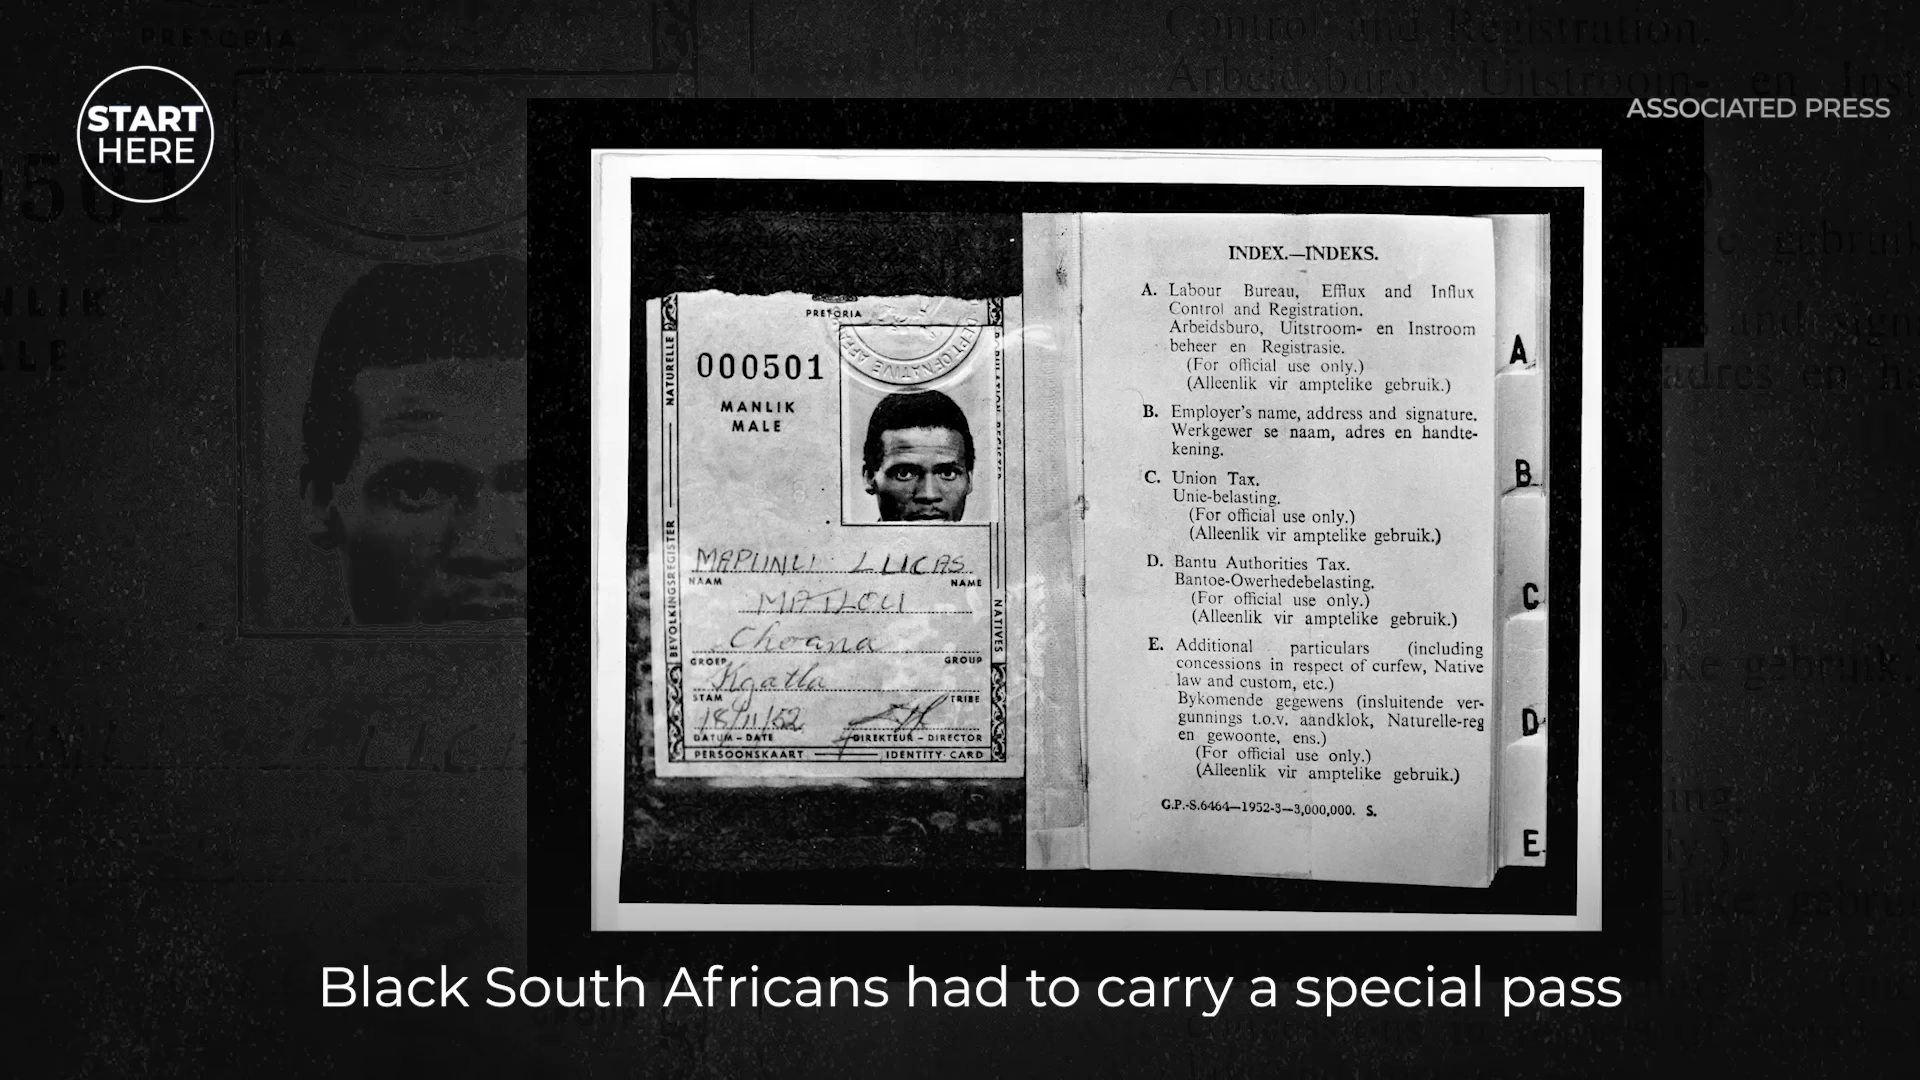 START
HERE
ASSOCIATED PRESS
PRETORIA
000501
MANLIK
MALE
NATURELLE
BEVOLKINGSREGISTER
NATIVES
LUCAS
NAAM NAME
MATLOU
Choana
GROEP GROUP
Kgatla
STAM TRIBE
18/11/52
DATUM – DATE DIREKTEUR – DIRECTOR
PERSOONSKAART IDENTITY-CARD
INDEX.—INDEKS.
A. Labour Bureau, Efflux and Influx
Control and Registration.
Arbeidsburo, Uitstroom- en Instroom
beheer en Registrasie.
(For official use only.)
(Alleenlik vir amptelike gebruik.)
B. Employer's name, address and signature.
Werkgewer se naam, adres en handte-
kening.
C. Union Tax.
Unie-belasting.
(For official use only.)
(Alleenlik vir amptelike gebruik.)
D. Bantu Authorities Tax.
Bantoe-Owerhedebelasting.
(For official use only.)
(Alleenlik vir amptelike gebruik.)
E. Additional particulars (including
concessions in respect of curfew, Native
law and custom, etc.)
Bykomende gegewens (insluitende ver-
gunnings t.o.v. aandklok, Naturelle-reg
en gewoonte, ens.)
(For official use only.)
(Alleenlik vir amptelike gebruik.)
G.P.-S.6464—1952-3—3,000,000. S.
A
B
C
D
E
Black South Africans had to carry a special pass